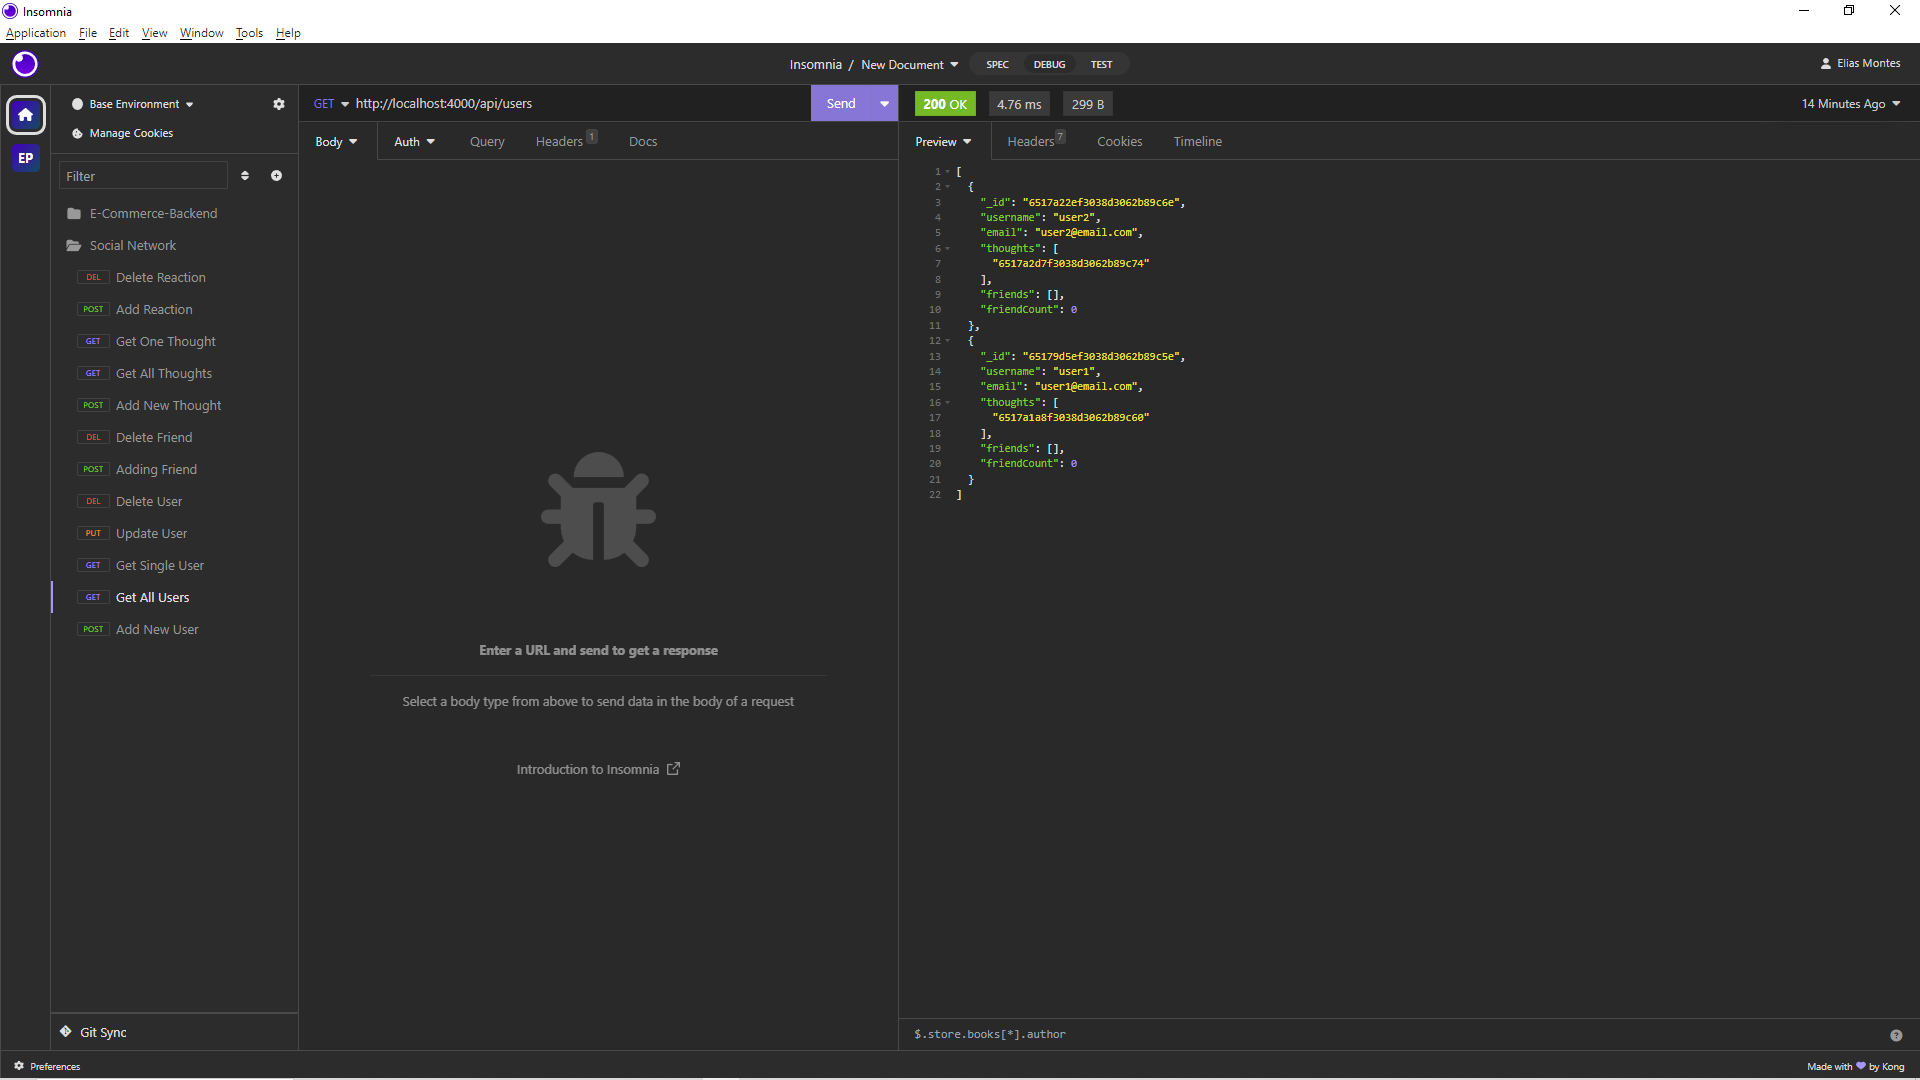 Insomnia
Application File Edit View Window Tools Help
Insomnia / New Document SPEC DEBUG TEST
Elias Montes
EP
Base Environment
Manage Cookies
Filter
E-Commerce-Backend
Social Network
DEL Delete Reaction
POST Add Reaction
GET Get One Thought
GET Get All Thoughts
POST Add New Thought
DEL Delete Friend
POST Adding Friend
DEL Delete User
PUT Update User
GET Get Single User
GET Get All Users
POST Add New User
Git Sync
GET http://localhost:4000/api/users Send
Body Auth Query Headers 1 Docs
Enter a URL and send to get a response
Select a body type from above to send data in the body of a request
Introduction to Insomnia
200 OK 4.76 ms 299 B 14 Minutes Ago
Preview Headers 7 Cookies Timeline
1 [
2 {
3 "_id": "6517a22ef3038d3062b89c6e",
4 "username": "user2",
5 "email": "user2@email.com",
6 "thoughts": [
7 "6517a2d7f3038d3062b89c74"
8 ],
9 "friends": [],
10 "friendCount": 0
11 },
12 {
13 "_id": "65179d5ef3038d3062b89c5e",
14 "username": "user1",
15 "email": "user1@email.com",
16 "thoughts": [
17 "6517a1a8f3038d3062b89c60"
18 ],
19 "friends": [],
20 "friendCount": 0
21 }
22 ]
$.store.books[*].author ?
Preferences
Made with 💜 by Kong